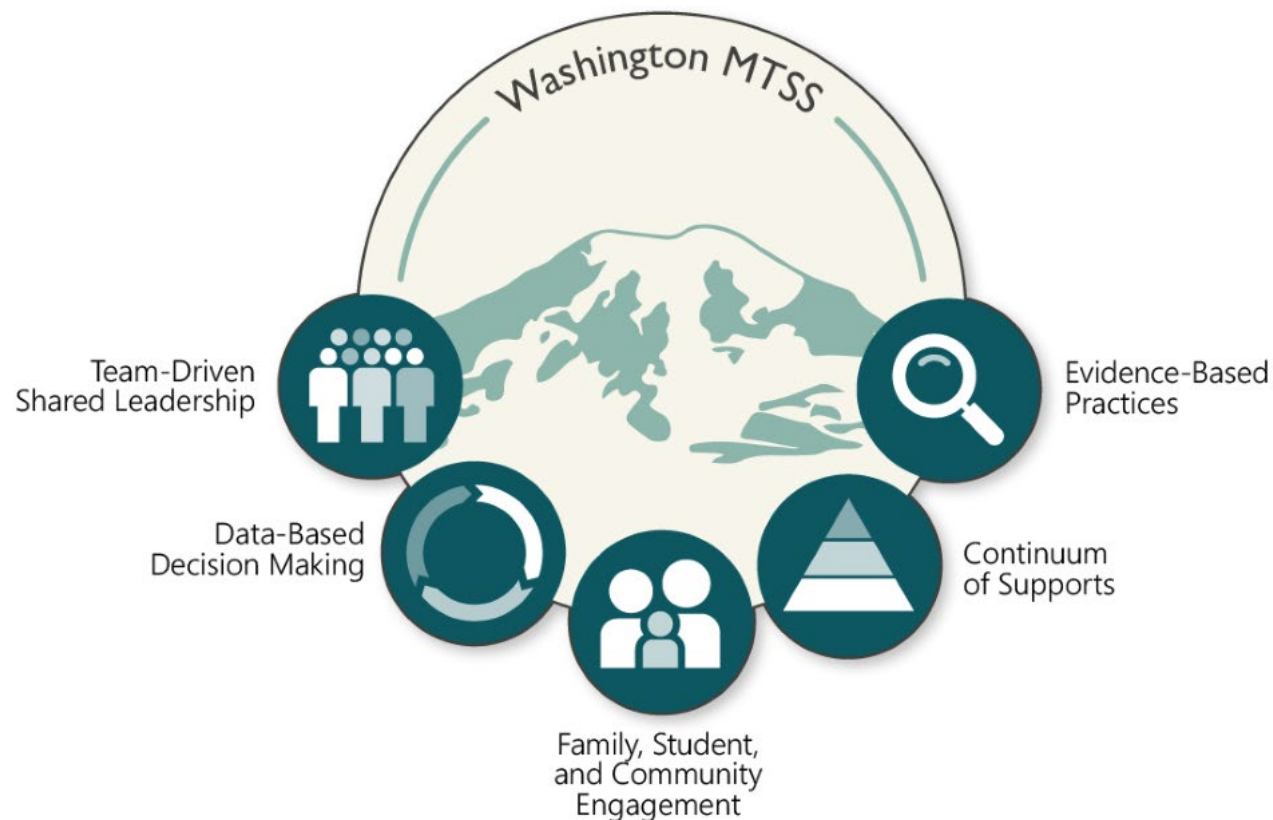 Washington MTSS
Team-Driven
Shared Leadership
Data-Based
Decision Making
Family, Student,
and Community
Engagement
Continuum
of Supports
Evidence-Based
Practices